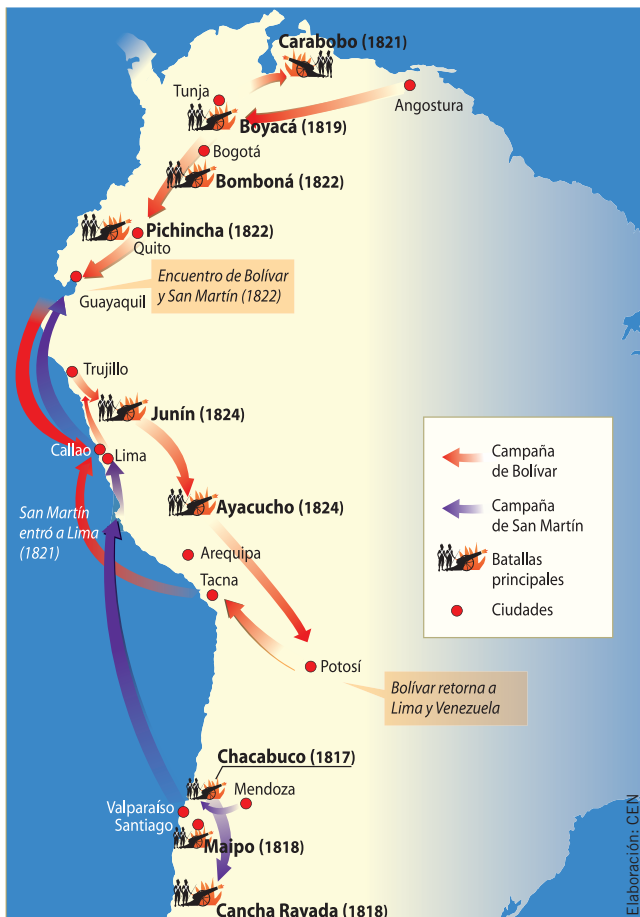 Carabobo (1821)
Tunja
Angostura
Boyacá (1819)
Bogotá
Bomboná (1822)
Pichincha (1822)
Quito
Encuentro de Bolívar
y San Martín (1822)
Guayaquil
Trujillo
Junín (1824)
Callao
Lima
Campaña
de Bolívar
Campaña
de San Martín
Batallas
principales
Ciudades
Ayacucho (1824)
San Martín
entró a Lima
(1821)
Arequipa
Tacna
Potosí
Bolívar retorna a
Lima y Venezuela
Chacabuco (1817)
Mendoza
Valparaíso
Santiago
Maipo (1818)
Cancha Rayada (1818)
Elaboración: CEN